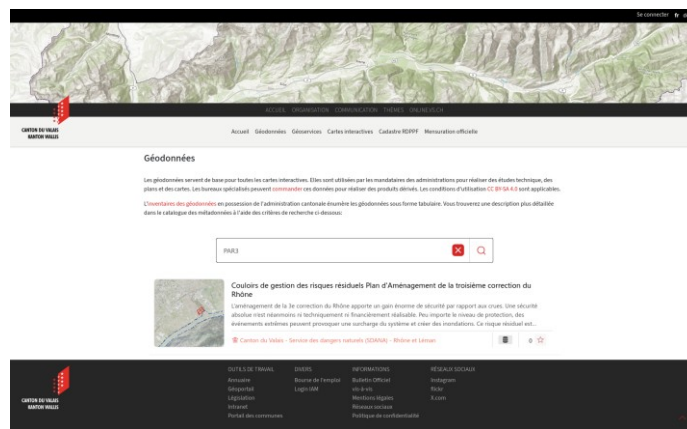 Se connecter fr
ACCUEIL ORGANISATION COMMUNICATION THÈMES ONLINE.VS.CH
CANTON DU VALAIS
KANTON WALLIS
Accueil Géodonnées Géoservices Cartes interactives Cadastre RDPPF Mensuration officielle
Géodonnées
Les géodonnées servent de base pour toutes les cartes interactives. Elles sont utilisées par les mandataires des administrations pour réaliser des études technique, des
plans et des cartes. Les bureaux spécialisés peuvent commander ces données pour réaliser des produits dérivés. Les conditions d'utilisation CC BY-SA 4.0 sont applicables.
L'inventaires des géodonnées en possession de l'administration cantonale énumère les géodonnées sous forme tabulaire. Vous trouverez une description plus détaillée
dans le catalogue des métadonnées à l'aide des critères de recherche ci-dessous:
PAR3
Couloirs de gestion des risques résiduels Plan d'Aménagement de la troisième correction du
Rhône
L'aménagement de la 3e correction du Rhône apporte un gain énorme de sécurité par rapport aux crues. Une sécurité
absolue n'est néanmoins ni techniquement ni financièrement réalisable. Peu importe le niveau de protection, des
événements extrêmes peuvent provoquer une surcharge du système et créer des inondations. Ce risque résiduel est...
Canton du Valais - Service des dangers naturels (SDANA) - Rhône et Léman
0
OUTILS DE TRAVAIL DIVERS INFORMATIONS RÉSEAUX SOCIAUX
Annuaire Bourse de l'emploi Bulletin Officiel Instagram
Géoportail Login IAM vis-à-vis flickr
Législation Mentions légales X.com
Intranet Réseaux sociaux
Portail des communes Politique de confidentialité
CANTON DU VALAIS
KANTON WALLIS